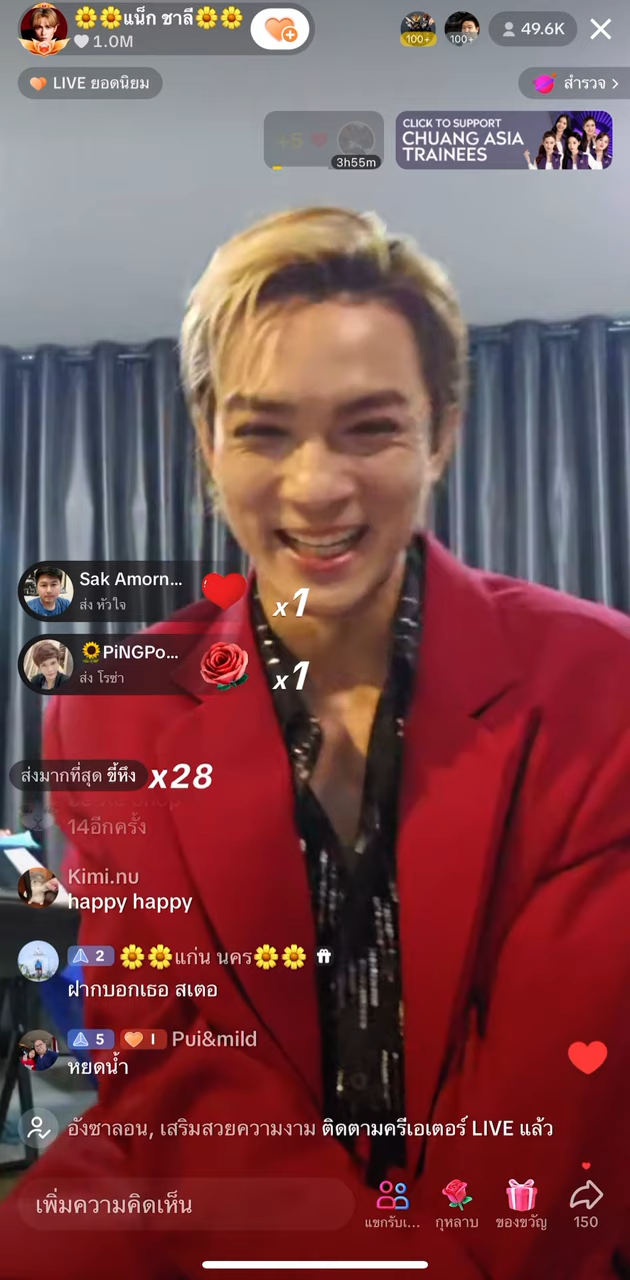 🌼🌼แน็ก ชาลี🌼🌼
1.0M
100+
100+
49.6K
LIVE ยอดนิยม
สำรวจ
+5
3h55m
CLICK TO SUPPORT
CHUANG ASIA
TRAINEES
Sak Amorn...
ส่ง หัวใจ
x1
🌻PiNGPo...
ส่ง โรซ่า
x1
ส่งมากที่สุด ขี้หึง x28
14อีกครั้ง
Kimi.nu
happy happy
2 🌼🌼แก่น นคร🌼🌼
ฝากบอกเธอ สเตอ
5 I Pui&mild
หยดน้ำ
อังซาลอน, เสริมสวยความงาม ติดตามครีเอเตอร์ LIVE แล้ว
เพิ่มความคิดเห็น
แขกรับเ...
กุหลาบ
ของขวัญ
150